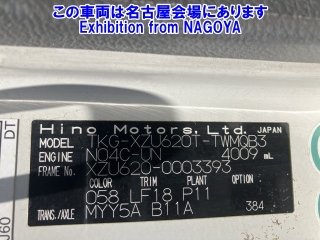 この車両は名古屋会場にあります
Exhibition from NAGOYA
Hino Motors, Ltd. JAPAN
MODEL TKG-XZU620T-TWMQB3
ENGINE N04C-UN 4009 mL
FRAME No. XZU620-0003393
COLOR TRIM PLANT OPTION
058 LF18 P11
TRANS./AXLE MYY5A B11A 384
DT
J60